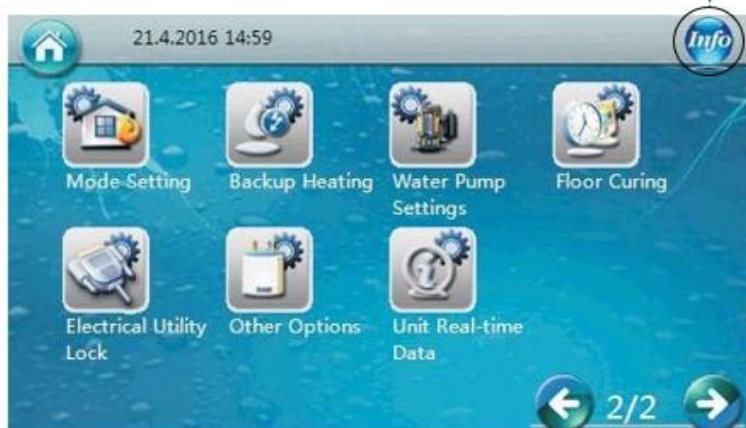 21.4.2016 14:59
Info
Mode Setting
Backup Heating
Water Pump
Settings
Floor Curing
Electrical Utility
Lock
Other Options
Unit Real-time
Data
2/2